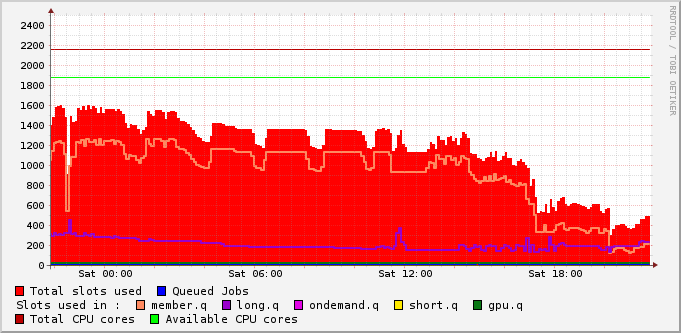 RRDTOOL / TOBI OETIKER
2400
2200
2000
1800
1600
1400
1200
1000
800
600
400
200
0
Sat 00:00 Sat 06:00 Sat 12:00 Sat 18:00
Total slots used Queued Jobs
Slots used in : member.q long.q ondemand.q short.q gpu.q
Total CPU cores Available CPU cores